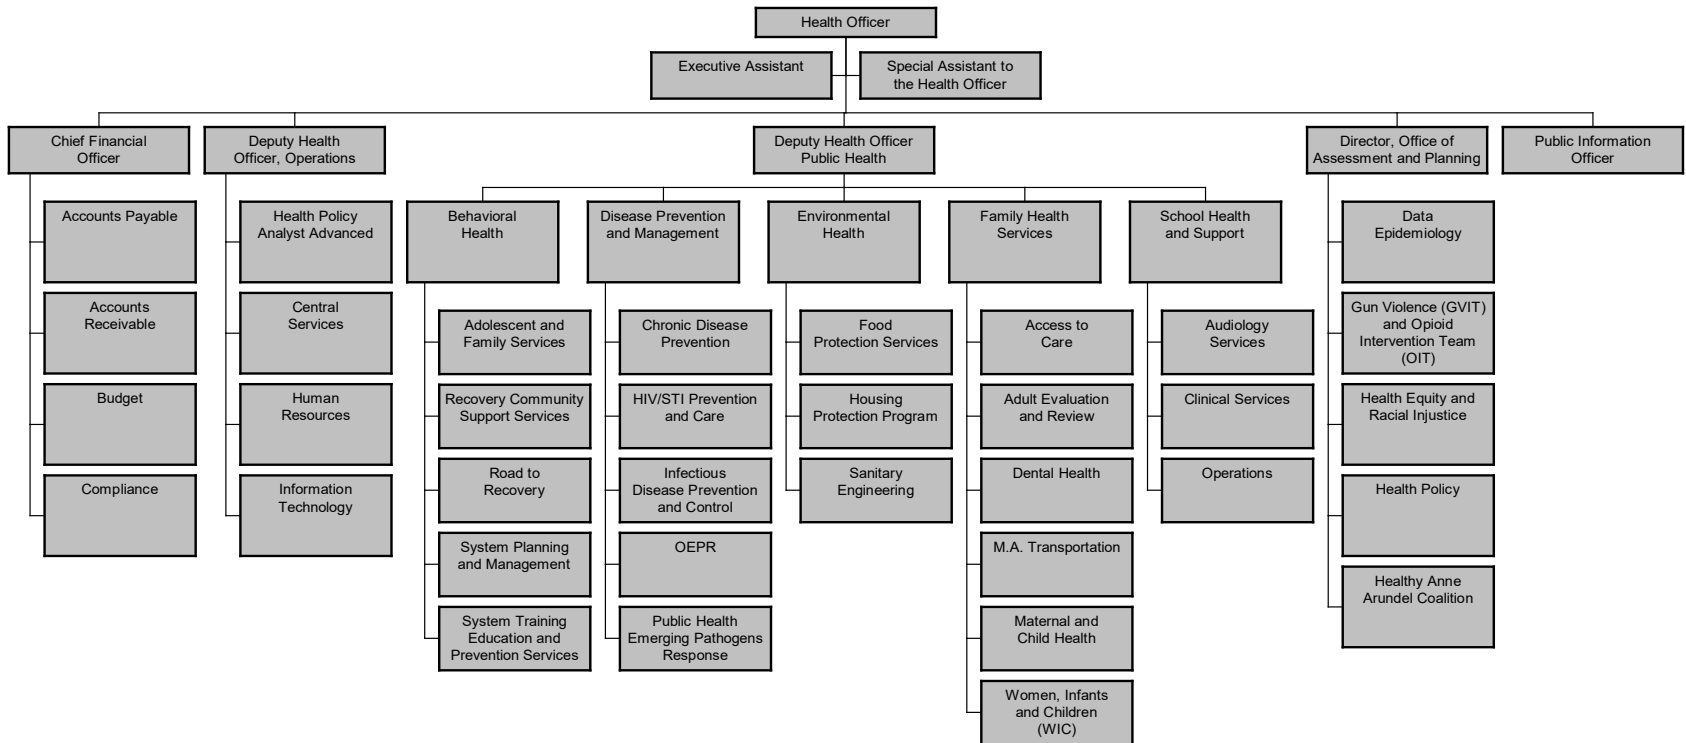 Health Officer
Executive Assistant
Special Assistant to
the Health Officer
Chief Financial
Officer
Deputy Health
Officer, Operations
Deputy Health Officer
Public Health
Director, Office of
Assessment and Planning
Public Information
Officer
Accounts Payable
Accounts
Receivable
Budget
Compliance
Health Policy
Analyst Advanced
Central
Services
Human
Resources
Information
Technology
Behavioral
Health
Adolescent and
Family Services
Recovery Community
Support Services
Road to
Recovery
System Planning
and Management
System Training
Education and
Prevention Services
Disease Prevention
and Management
Chronic Disease
Prevention
HIV/STI Prevention
and Care
Infectious
Disease Prevention
and Control
OEPR
Public Health
Emerging Pathogens
Response
Environmental
Health
Food
Protection Services
Housing
Protection Program
Sanitary
Engineering
Family Health
Services
Access to
Care
Adult Evaluation
and Review
Dental Health
M.A. Transportation
Maternal and
Child Health
Women, Infants
and Children
(WIC)
School Health
and Support
Audiology
Services
Clinical Services
Operations
Data
Epidemiology
Gun Violence (GVIT)
and Opioid
Intervention Team
(OIT)
Health Equity and
Racial Injustice
Health Policy
Healthy Anne
Arundel Coalition